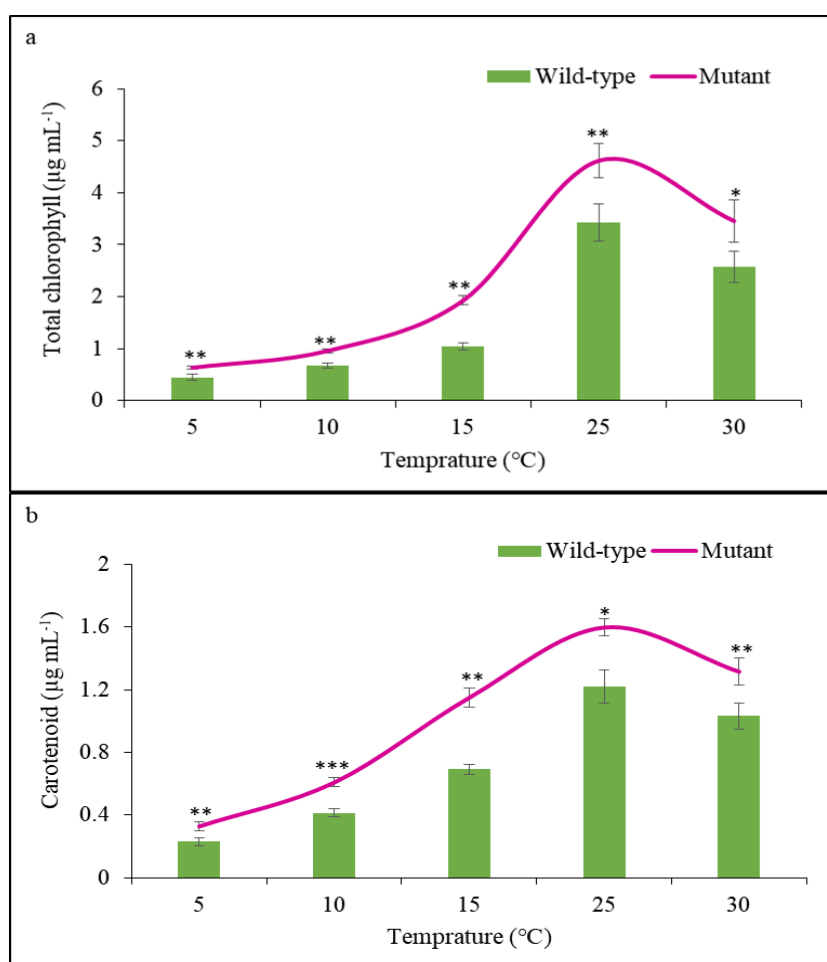 a
Wild-type Mutant
6
5
4
3
2
1
0
Total chlorophyll (µg mL⁻¹)
** ** ** ** *
5 10 15 25 30
Temprature (°C)
b
Wild-type Mutant
2
1.6
1.2
0.8
0.4
0
Carotenoid (µg mL⁻¹)
** *** ** * **
5 10 15 25 30
Temprature (°C)